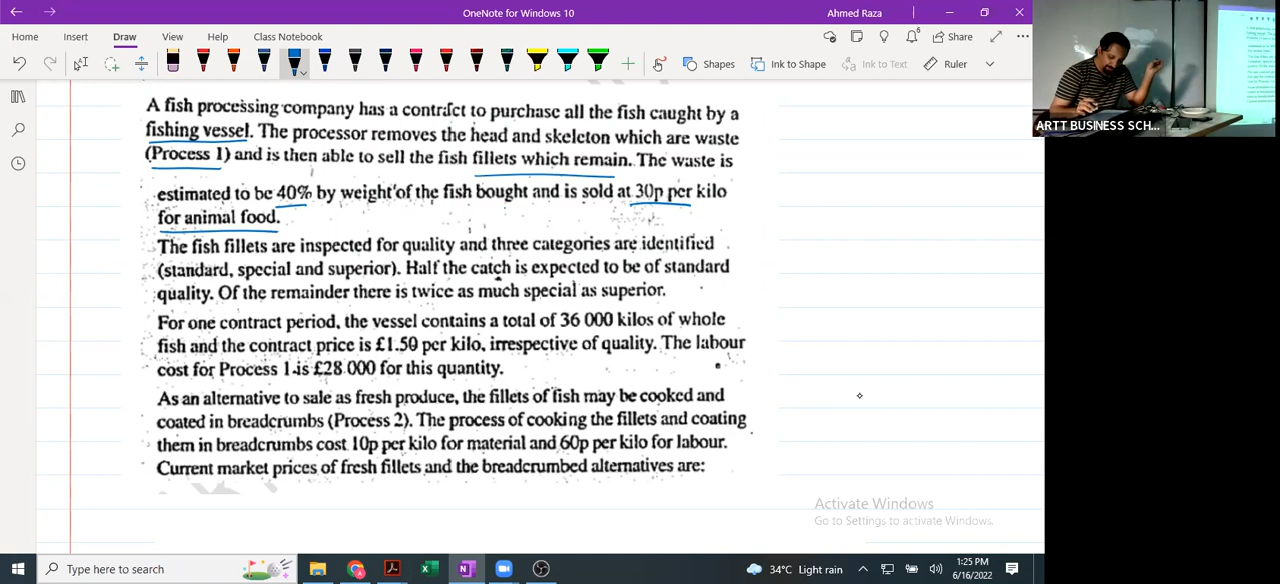 OneNote for Windows 10
Ahmed Raza
Home Insert Draw View Help Class Notebook
Share
Shapes Ink to Shape Ink to Text Ruler
A fish processing company has a contract to purchase all the fish caught by a
fishing vessel. The processor removes the head and skeleton which are waste
(Process 1) and is then able to sell the fish fillets which remain. The waste is
estimated to be 40% by weight of the fish bought and is sold at 30p per kilo
for animal food.
The fish fillets are inspected for quality and three categories are identified
(standard, special and superior). Half the catch is expected to be of standard
quality. Of the remainder there is twice as much special as superior.
For one contract period, the vessel contains a total of 36 000 kilos of whole
fish and the contract price is £1.50 per kilo, irrespective of quality. The labour
cost for Process 1 is £28 000 for this quantity.
As an alternative to sale as fresh produce, the fillets of fish may be cooked and
coated in breadcrumbs (Process 2). The process of cooking the fillets and coating
them in breadcrumbs cost 10p per kilo for material and 60p per kilo for labour.
Current market prices of fresh fillets and the breadcrumbed alternatives are:
ARTT BUSINESS SCH...
Activate Windows
Go to Settings to activate Windows.
Type here to search
34°C Light rain
1:25 PM
6/16/2022